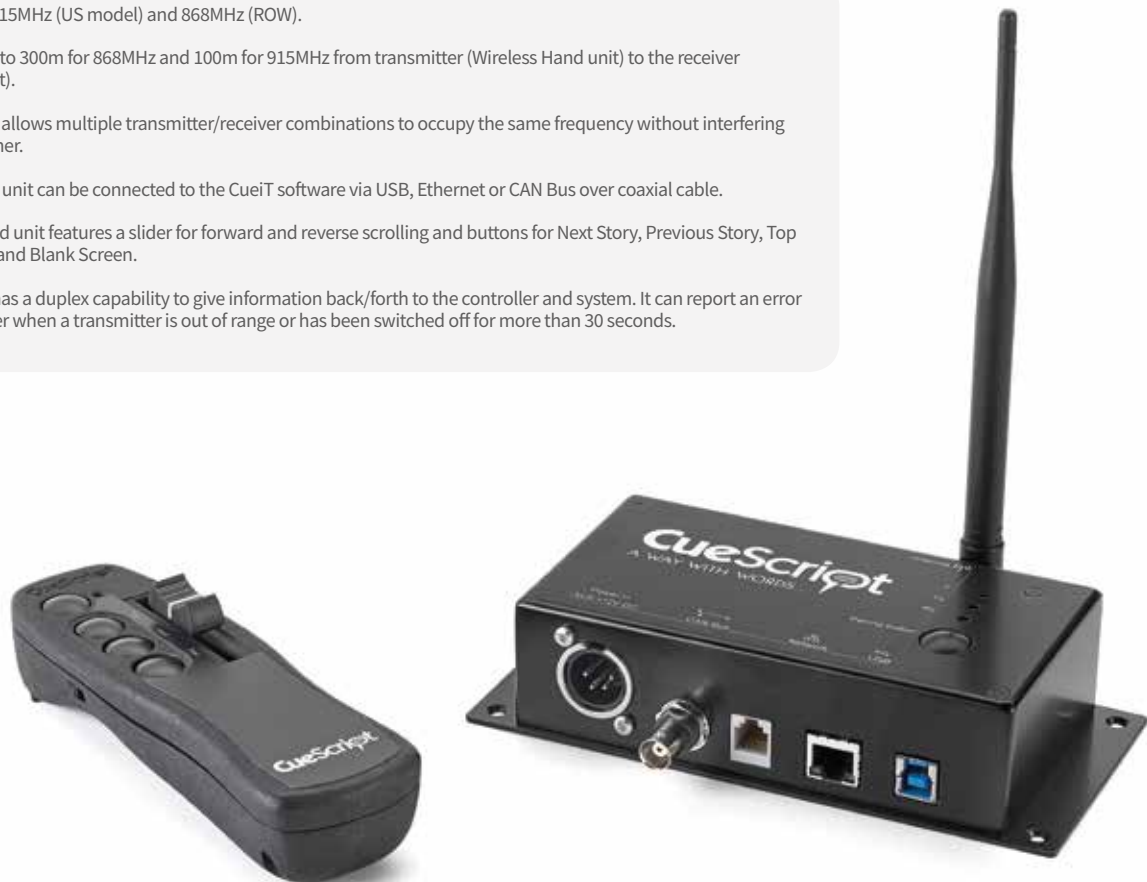 15MHz (US model) and 868MHz (ROW).
to 300m for 868MHz and 100m for 915MHz from transmitter (Wireless Hand unit) to the receiver
t).
allows multiple transmitter/receiver combinations to occupy the same frequency without interfering
ner.
unit can be connected to the CueiT software via USB, Ethernet or CAN Bus over coaxial cable.
d unit features a slider for forward and reverse scrolling and buttons for Next Story, Previous Story, Top
and Blank Screen.
has a duplex capability to give information back/forth to the controller and system. It can report an error
er when a transmitter is out of range or has been switched off for more than 30 seconds.
CueScript
A WAY WITH WORDS
CAN Bus
Network
USB
CueScript